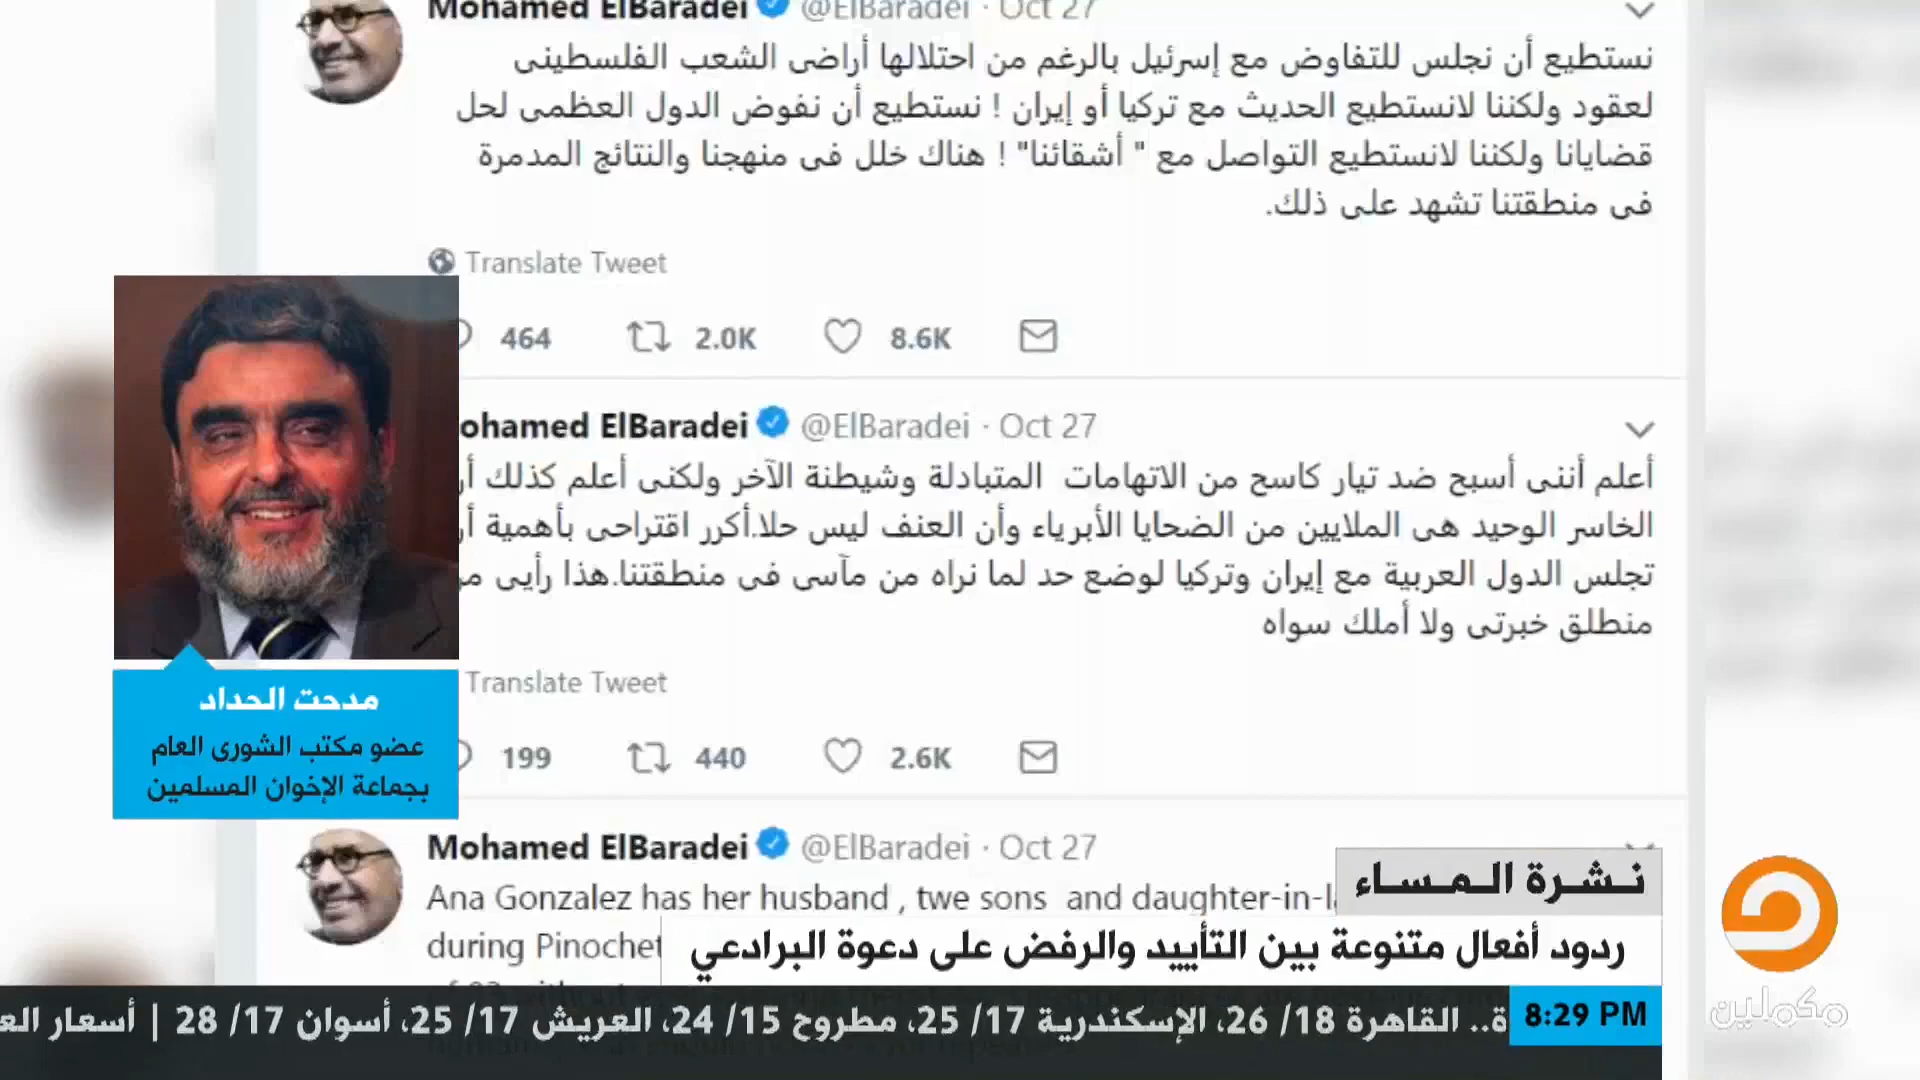 Mohamed ElBaradei @ElBaradei · Oct 27
نستطيع أن نجلس للتفاوض مع إسرئيل بالرغم من احتلالها أراضى الشعب الفلسطينى
لعقود ولكننا لانستطيع الحديث مع تركيا أو إيران ! نستطيع أن نفوض الدول العظمى لحل
قضايانا ولكننا لانستطيع التواصل مع " أشقائنا" ! هناك خلل فى منهجنا والنتائج المدمرة
فى منطقتنا تشهد على ذلك.
Translate Tweet
464 2.0K 8.6K
ohamed ElBaradei @ElBaradei · Oct 27
أعلم أننى أسبح ضد تيار كاسح من الاتهامات المتبادلة وشيطنة الآخر ولكنى أعلم كذلك
الخاسر الوحيد هى الملايين من الضحايا الأبرياء وأن العنف ليس حلا.أكرر اقتراحى بأهمية
تجلس الدول العربية مع إيران وتركيا لوضع حد لما نراه من مآسى فى منطقتنا.هذا رأيى
منطلق خبرتى ولا أملك سواه
Translate Tweet
199 440 2.6K
مدحت الحداد
عضو مكتب الشورى العام
بجماعة الإخوان المسلمين
Mohamed ElBaradei @ElBaradei · Oct 27
Ana Gonzalez has her husband , twe sons and daughter-in-l
during Pinochet
نشرة المساء
ردود أفعال متنوعة بين التأييد والرفض على دعوة البرادعي
8:29 PM
ة.. القاهرة 18/ 26، الإسكندرية 17/ 25، مطروح 15/ 24، العريش 17/ 25، أسوان 17/ 28 | أسعار الع
مكملين